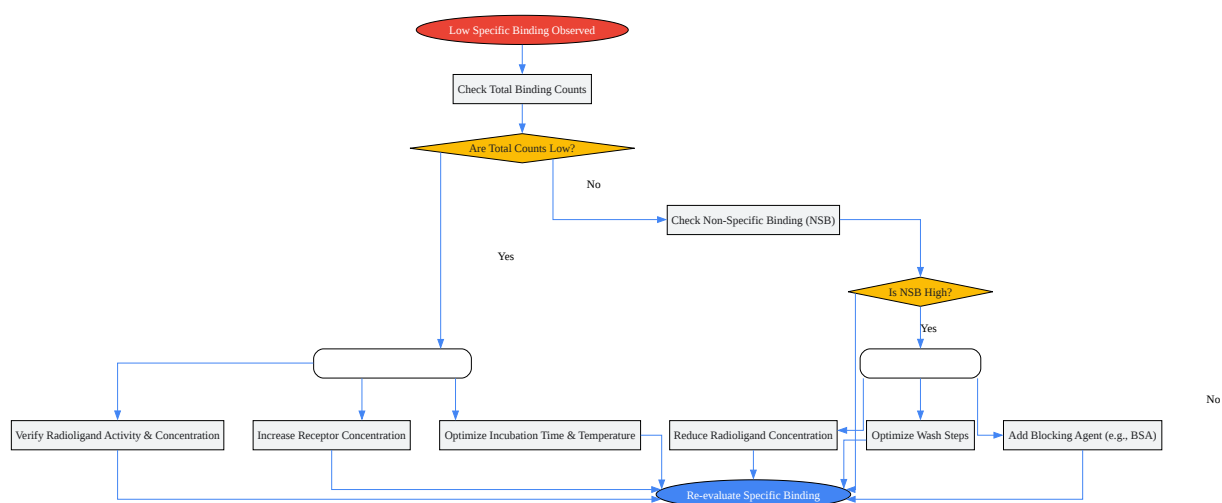 Low Specific Binding Observed
Check Total Binding Counts
Are Total Counts Low?
No
Check Non-Specific Binding (NSB)
Yes
Is NSB High?
Yes
No
Verify Radioligand Activity & Concentration
Increase Receptor Concentration
Optimize Incubation Time & Temperature
Reduce Radioligand Concentration
Optimize Wash Steps
Add Blocking Agent (e.g., BSA)
Re-evaluate Specific Binding